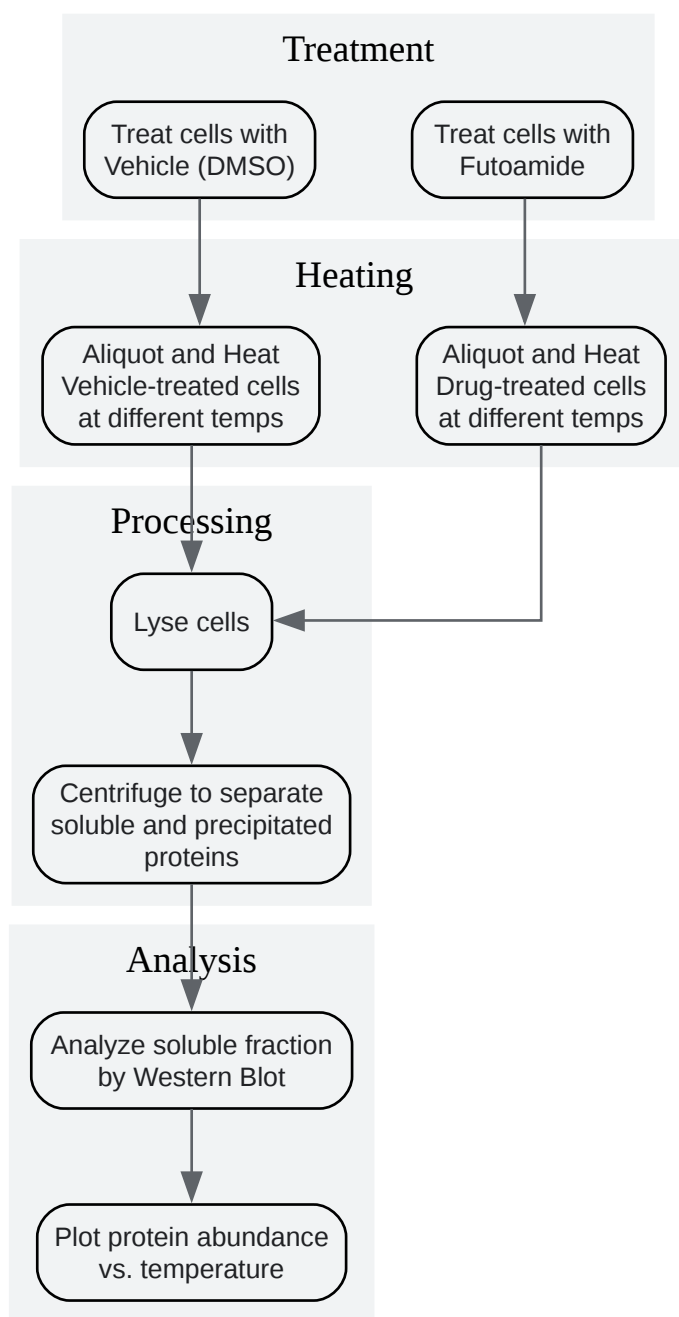 Treatment
Treat cells with
Vehicle (DMSO)
Treat cells with
Futoamide
Heating
Aliquot and Heat
Vehicle-treated cells
at different temps
Aliquot and Heat
Drug-treated cells
at different temps
Processing
Lyse cells
Centrifuge to separate
soluble and precipitated
proteins
Analysis
Analyze soluble fraction
by Western Blot
Plot protein abundance
vs. temperature